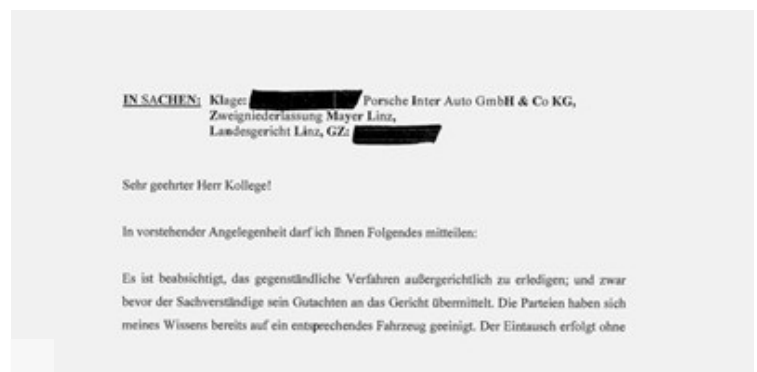 IN SACHEN: Klage: Porsche Inter Auto GmbH & Co KG,
Zweigniederlassung Mayer Linz,
Landesgericht Linz, GZ:
Sehr geehrter Herr Kollege!
In vorstehender Angelegenheit darf ich Ihnen Folgendes mitteilen:
Es ist beabsichtigt, das gegenständliche Verfahren außergerichtlich zu erledigen; und zwar
bevor der Sachverständige sein Gutachten an das Gericht übermittelt. Die Parteien haben sich
meines Wissens bereits auf ein entsprechendes Fahrzeug geeinigt. Der Eintausch erfolgt ohne